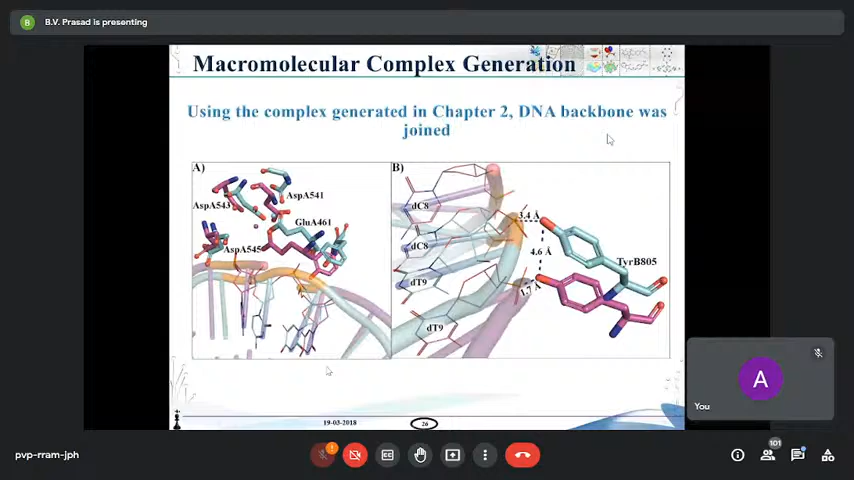 B
B.V. Prasad is presenting
Macromolecular Complex Generation
Using the complex generated in Chapter 2, DNA backbone was
joined
A)
AspA541
AspA543
GluA461
AspA545
B)
dC8
3.4 Å
dC8
4.6 Å
TyrB805
dT9
1.7 Å
dT9
19-03-2018
26
A
You
pvp-rram-jph
101